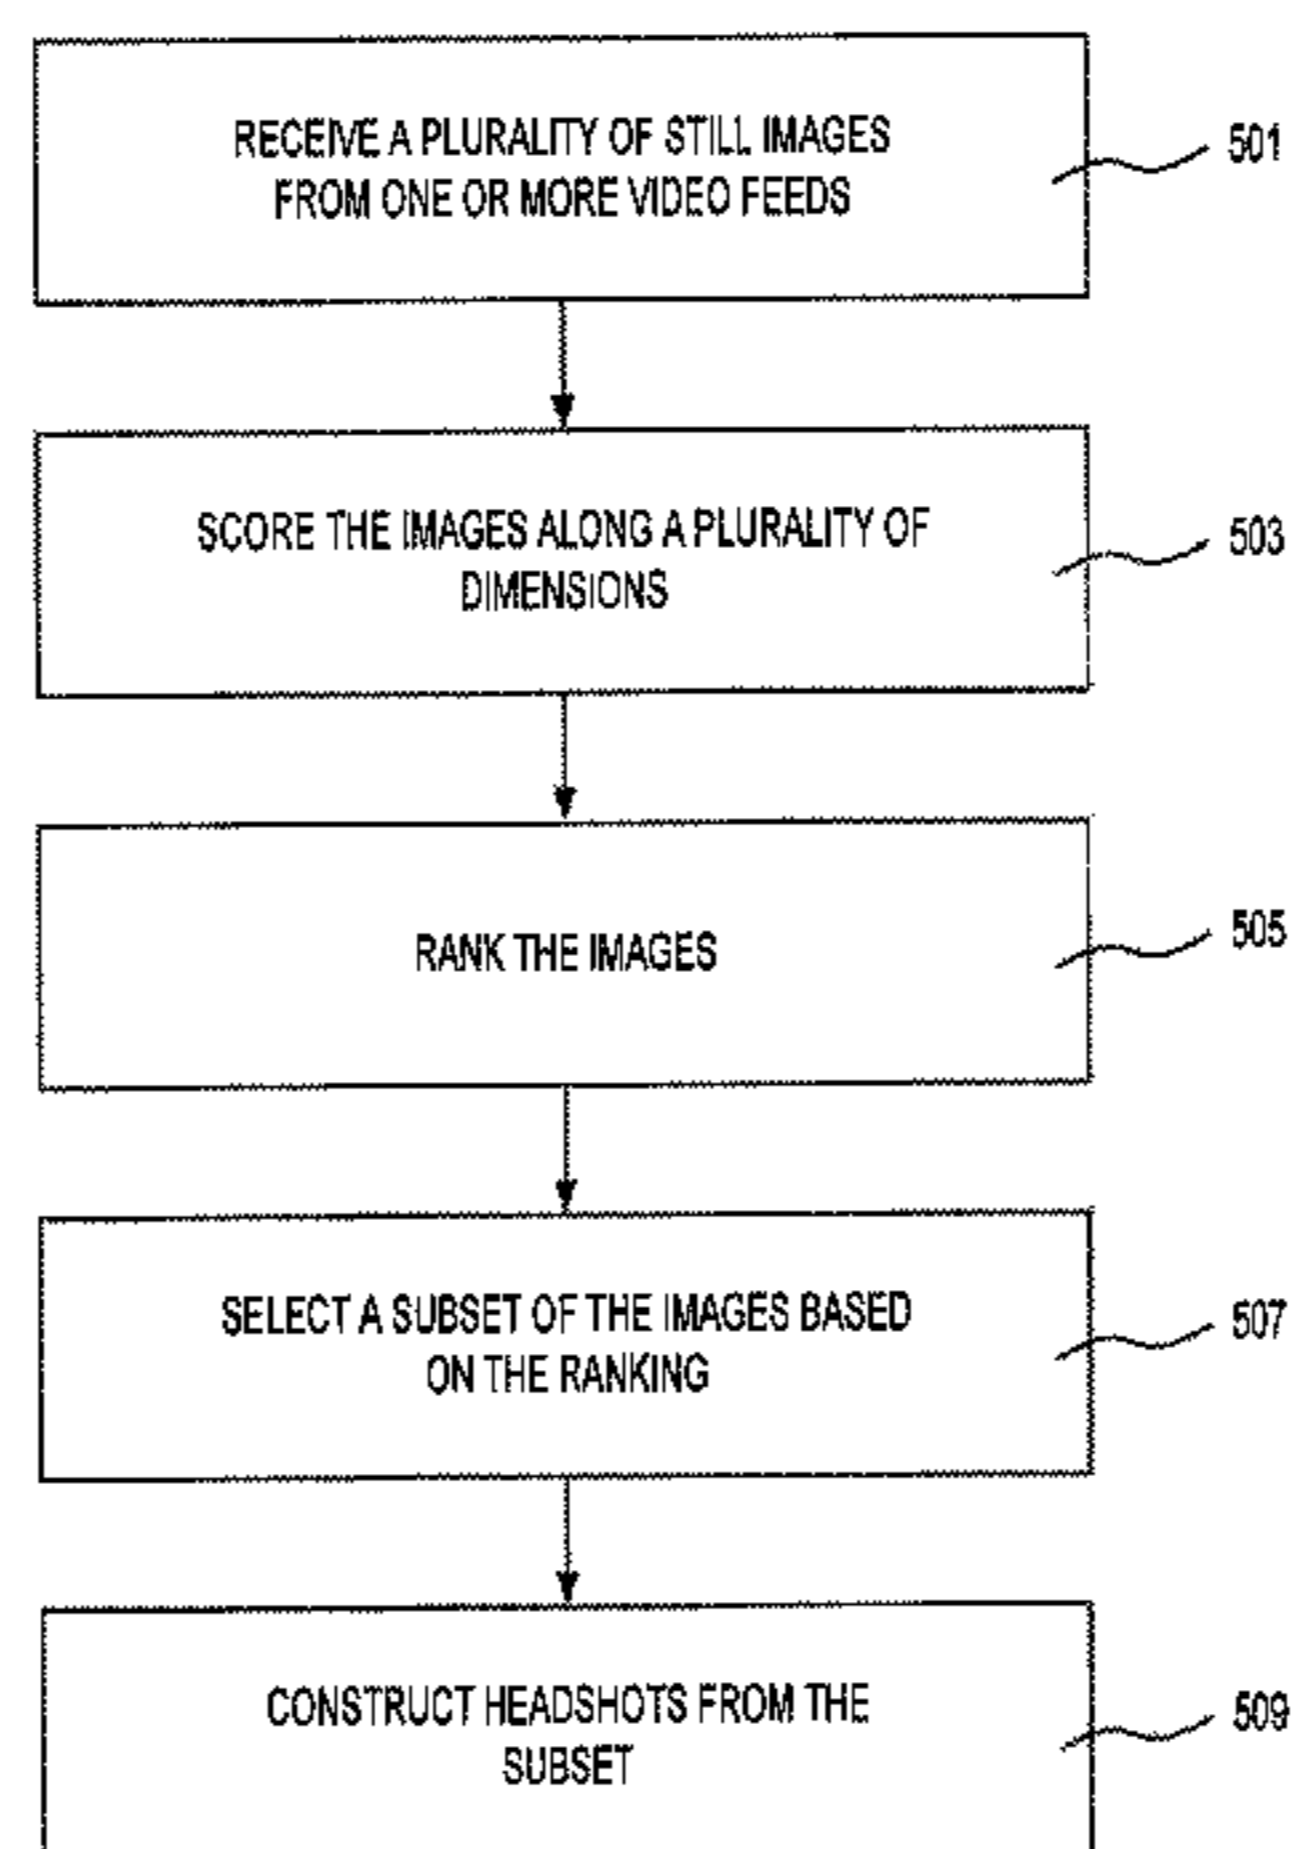 RECEIVE A PLURALITY OF STILL IMAGES
FROM ONE OR MORE VIDEO FEEDS
501
SCORE THE IMAGES ALONG A PLURALITY OF
DIMENSIONS
503
RANK THE IMAGES
505
SELECT A SUBSET OF THE IMAGES BASED
ON THE RANKING
507
CONSTRUCT HEADSHOTS FROM THE
SUBSET
509